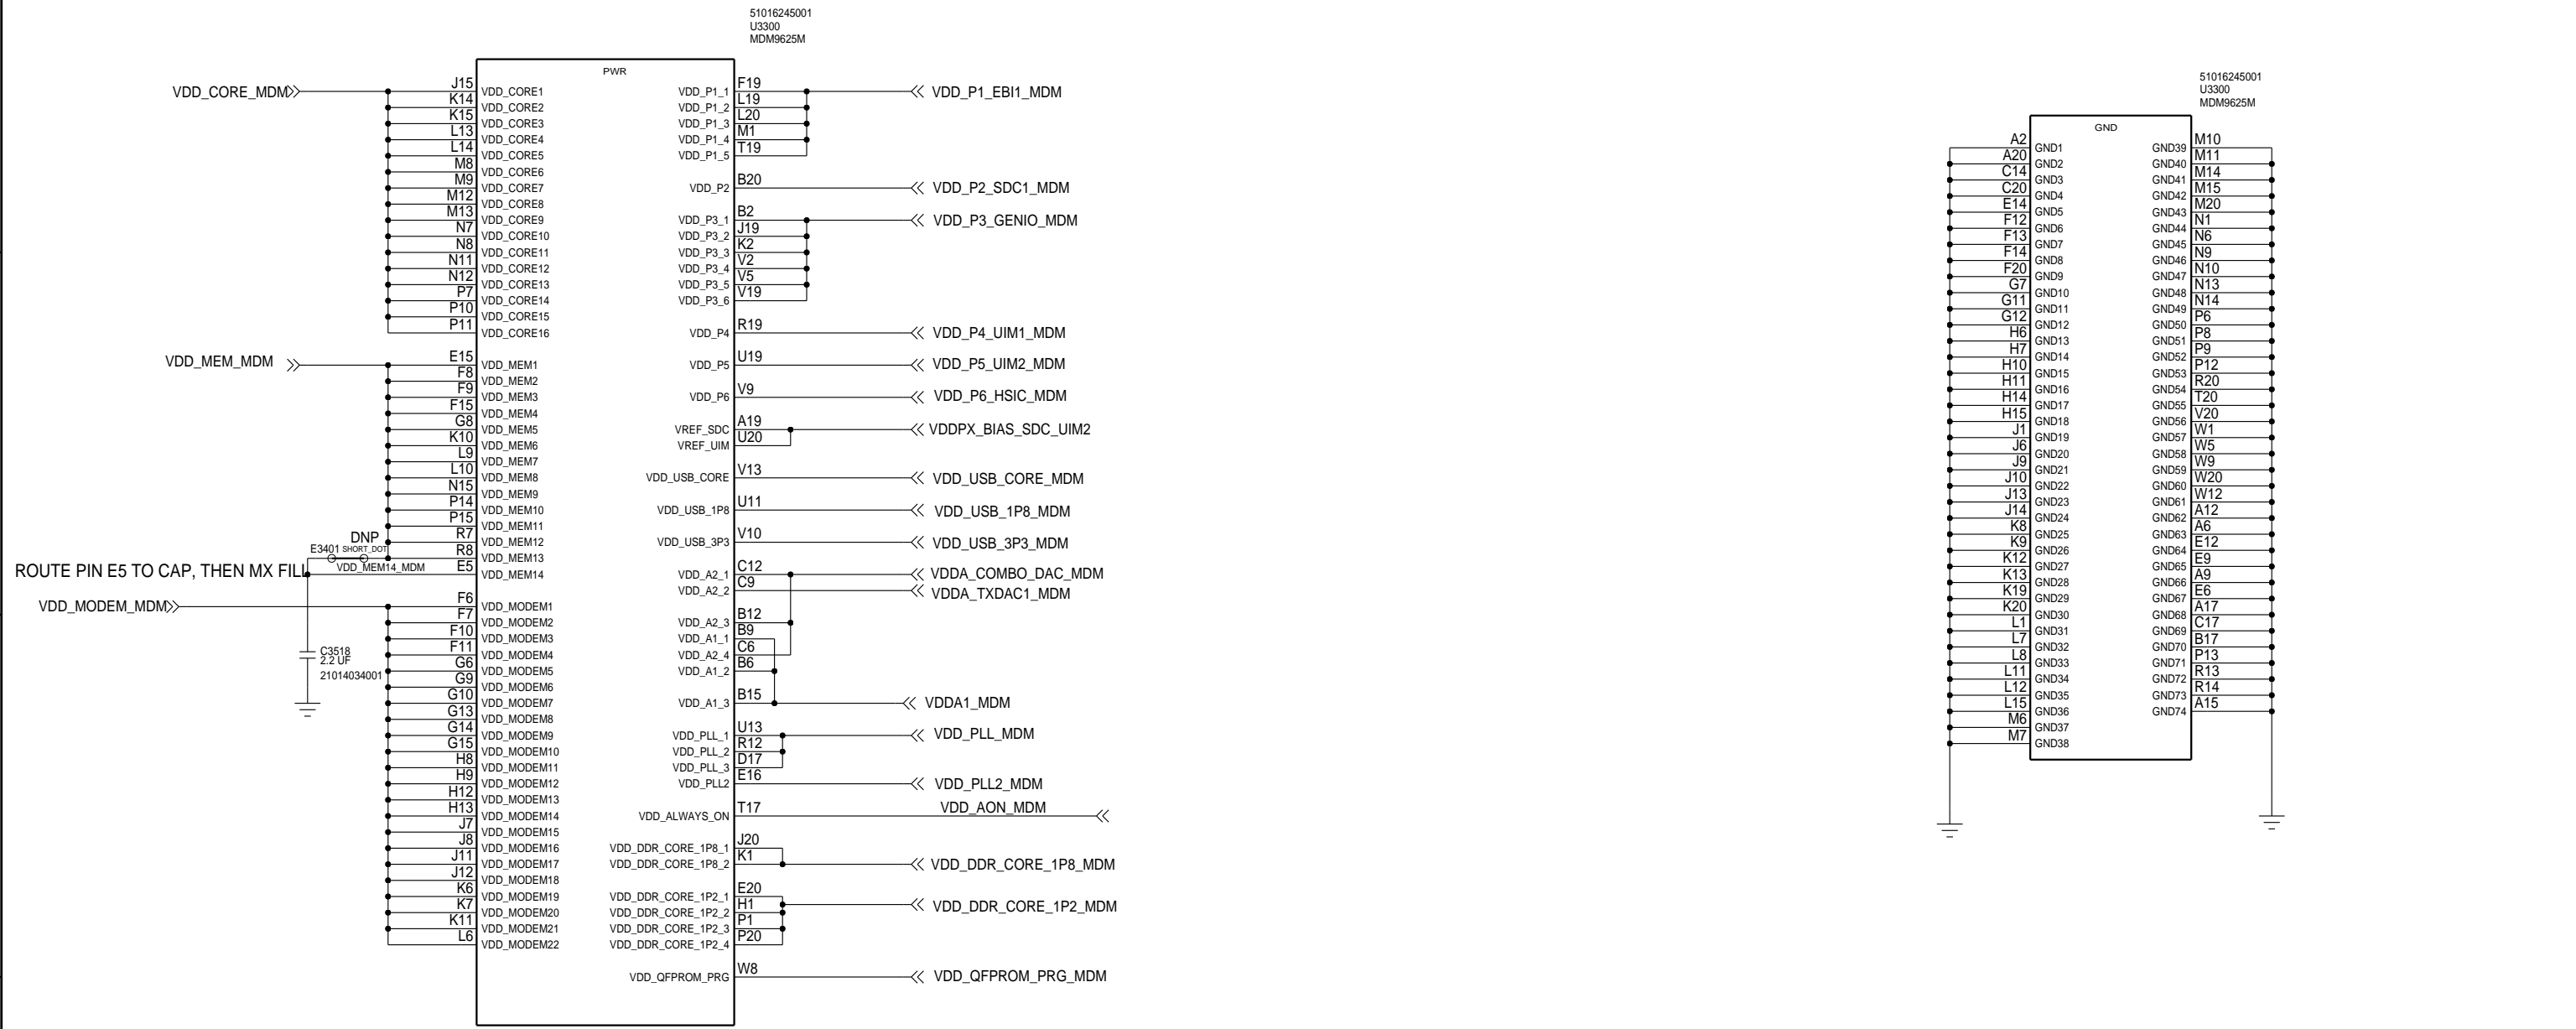 51016245001
U3300
MDM9625M
PWR
VDD_CORE_MDM
J15 VDD_CORE1
K14 VDD_CORE2
K15 VDD_CORE3
L13 VDD_CORE4
L14 VDD_CORE5
M8 VDD_CORE6
M9 VDD_CORE7
M12 VDD_CORE8
M13 VDD_CORE9
N7 VDD_CORE10
N8 VDD_CORE11
N11 VDD_CORE12
N12 VDD_CORE13
P7 VDD_CORE14
P10 VDD_CORE15
P11 VDD_CORE16
VDD_MEM_MDM
E15 VDD_MEM1
F8 VDD_MEM2
F9 VDD_MEM3
F15 VDD_MEM4
G8 VDD_MEM5
K10 VDD_MEM6
L9 VDD_MEM7
L10 VDD_MEM8
N15 VDD_MEM9
P14 VDD_MEM10
P15 VDD_MEM11
R7 VDD_MEM12
R8 VDD_MEM13
E5 VDD_MEM14
DNP
E3401 SHORT_DOT
VDD_MEM14_MDM
ROUTE PIN E5 TO CAP, THEN MX FILL
VDD_MODEM_MDM
F6 VDD_MODEM1
F7 VDD_MODEM2
F10 VDD_MODEM3
F11 VDD_MODEM4
G6 VDD_MODEM5
G9 VDD_MODEM6
G10 VDD_MODEM7
G13 VDD_MODEM8
G14 VDD_MODEM9
G15 VDD_MODEM10
H8 VDD_MODEM11
H9 VDD_MODEM12
H12 VDD_MODEM13
H13 VDD_MODEM14
J7 VDD_MODEM15
J8 VDD_MODEM16
J11 VDD_MODEM17
J12 VDD_MODEM18
K6 VDD_MODEM19
K7 VDD_MODEM20
K11 VDD_MODEM21
L6 VDD_MODEM22
C3518
2.2 UF
21014034001
VDD_P1_1 F19 VDD_P1_EBI1_MDM
VDD_P1_2 L19
VDD_P1_3 L20
VDD_P1_4 M1
VDD_P1_5 T19
VDD_P2 B20 VDD_P2_SDC1_MDM
VDD_P3_1 B2 VDD_P3_GENIO_MDM
VDD_P3_2 J19
VDD_P3_3 K2
VDD_P3_4 V2
VDD_P3_5 V5
VDD_P3_6 V19
VDD_P4 R19 VDD_P4_UIM1_MDM
VDD_P5 U19 VDD_P5_UIM2_MDM
VDD_P6 V9 VDD_P6_HSIC_MDM
VREF_SDC A19 VDDPX_BIAS_SDC_UIM2
VREF_UIM U20
VDD_USB_CORE V13 VDD_USB_CORE_MDM
VDD_USB_1P8 U11 VDD_USB_1P8_MDM
VDD_USB_3P3 V10 VDD_USB_3P3_MDM
VDD_A2_1 C12 VDDA_COMBO_DAC_MDM
VDD_A2_2 C9 VDDA_TXDAC1_MDM
VDD_A2_3 B12
VDD_A1_1 B9
VDD_A2_4 C6
VDD_A1_2 B6
VDD_A1_3 B15 VDDA1_MDM
VDD_PLL_1 U13 VDD_PLL_MDM
VDD_PLL_2 R12
VDD_PLL_3 D17
VDD_PLL2 E16 VDD_PLL2_MDM
VDD_ALWAYS_ON T17 VDD_AON_MDM
VDD_DDR_CORE_1P8_1 J20
VDD_DDR_CORE_1P8_2 K1 VDD_DDR_CORE_1P8_MDM
VDD_DDR_CORE_1P2_1 E20
VDD_DDR_CORE_1P2_2 H1 VDD_DDR_CORE_1P2_MDM
VDD_DDR_CORE_1P2_3 P1
VDD_DDR_CORE_1P2_4 P20
VDD_QFPROM_PRG W8 VDD_QFPROM_PRG_MDM
51016245001
U3300
MDM9625M
GND
A2 GND1 GND39 M10
A20 GND2 GND40 M11
C14 GND3 GND41 M14
C20 GND4 GND42 M15
E14 GND5 GND43 M20
F12 GND6 GND44 N1
F13 GND7 GND45 N6
F14 GND8 GND46 N9
F20 GND9 GND47 N10
G7 GND10 GND48 N13
G11 GND11 GND49 N14
G12 GND12 GND50 P6
H6 GND13 GND51 P8
H7 GND14 GND52 P9
H10 GND15 GND53 P12
H11 GND16 GND54 R20
H14 GND17 GND55 T20
H15 GND18 GND56 V20
J1 GND19 GND57 W1
J6 GND20 GND58 W5
J9 GND21 GND59 W9
J10 GND22 GND60 W20
J13 GND23 GND61 W12
J14 GND24 GND62 A12
K8 GND25 GND63 A6
K9 GND26 GND64 E12
K12 GND27 GND65 E9
K13 GND28 GND66 A9
K19 GND29 GND67 E6
K20 GND30 GND68 A17
L1 GND31 GND69 C17
L7 GND32 GND70 B17
L8 GND33 GND71 P13
L11 GND34 GND72 R13
L12 GND35 GND73 R14
L15 GND36 GND74 A15
M6 GND37
M7 GND38